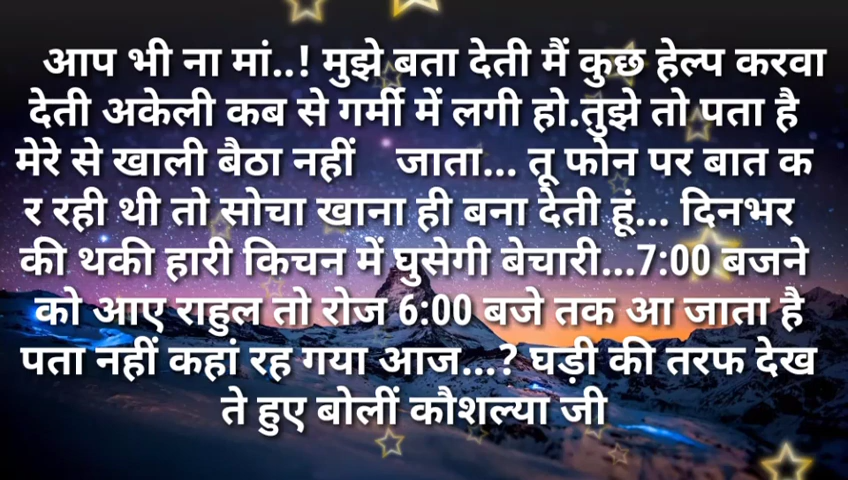 आप भी ना मां..! मुझे बता देती मैं कुछ हेल्प करवा
देती अकेली कब से गर्मी में लगी हो.तुझे तो पता है
मेरे से खाली बैठा नहीं जाता... तू फोन पर बात क
र रही थी तो सोचा खाना ही बना देती हूं... दिनभर
की थकी हारी किचन में घुसेगी बेचारी...7:00 बजने
को आए राहुल तो रोज 6:00 बजे तक आ जाता है
पता नहीं कहां रह गया आज...? घड़ी की तरफ देख
ते हुए बोलीं कौशल्या जी